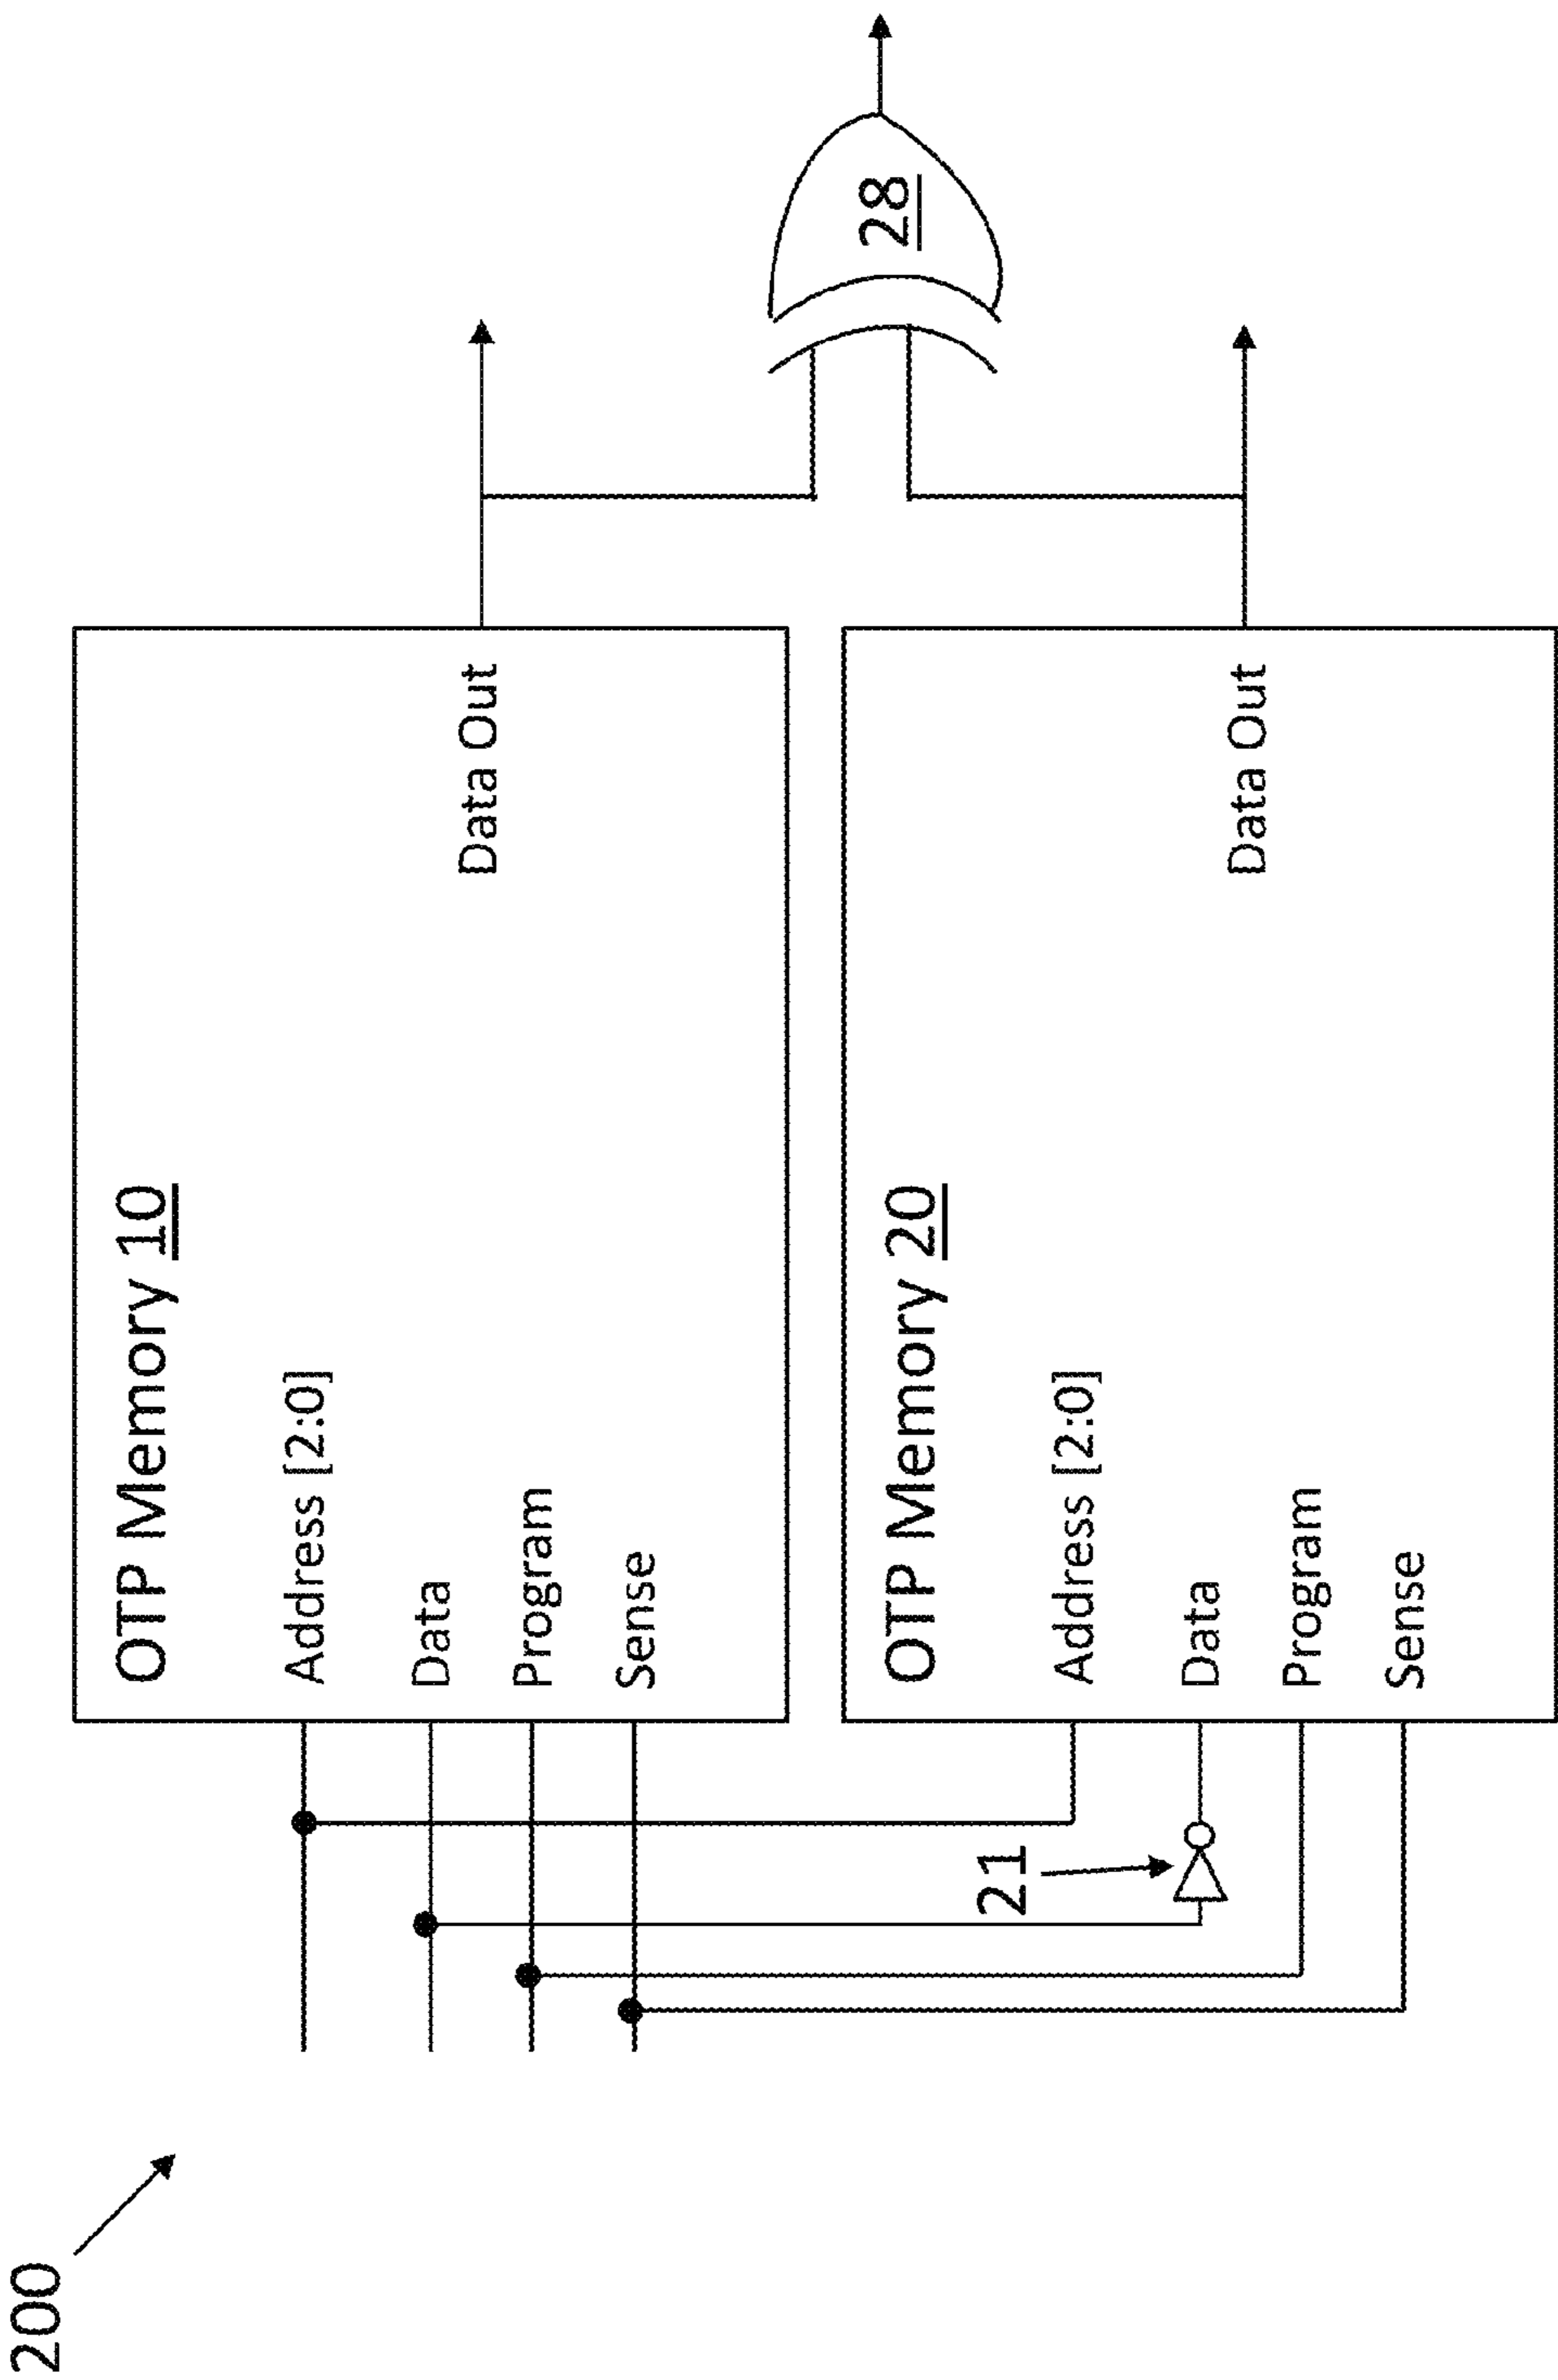 200
OTP Memory 10
Address [2:0]
Data
Program
Sense
Data Out
21
OTP Memory 20
Address [2:0]
Data
Program
Sense
Data Out
28